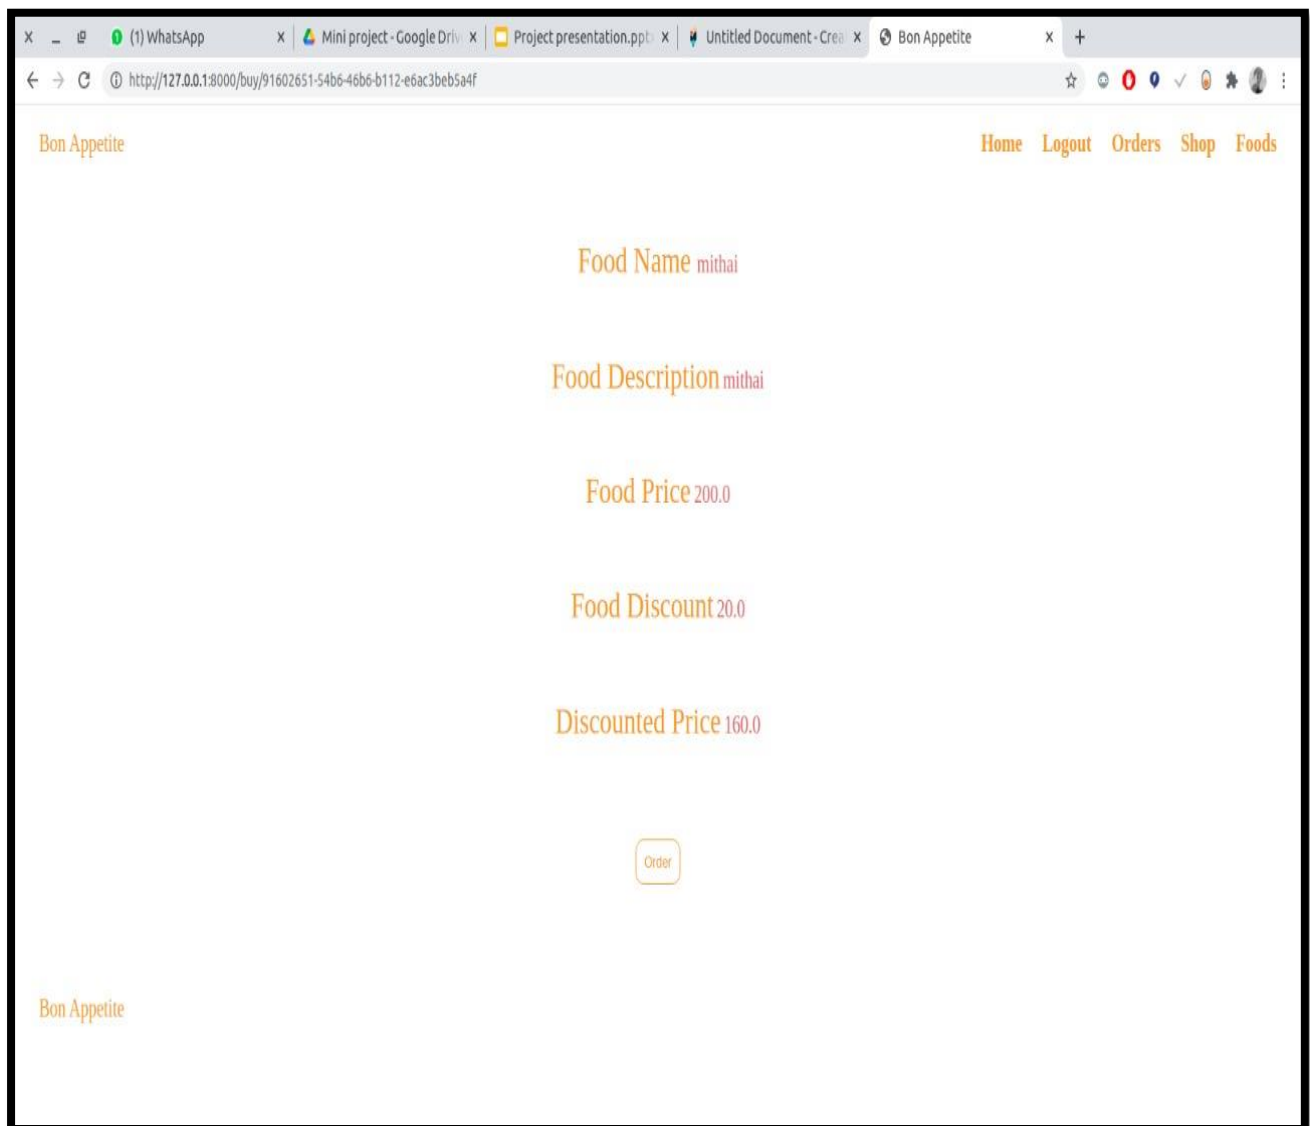 (1) WhatsApp Mini project - Google Driv Project presentation.ppt Untitled Document - Crea Bon Appetite
http://127.0.0.1:8000/buy/91602651-54b6-46b6-b112-e6ac3beb5a4f
Bon Appetite Home Logout Orders Shop Foods
Food Name mithai
Food Description mithai
Food Price 200.0
Food Discount 20.0
Discounted Price 160.0
Order
Bon Appetite